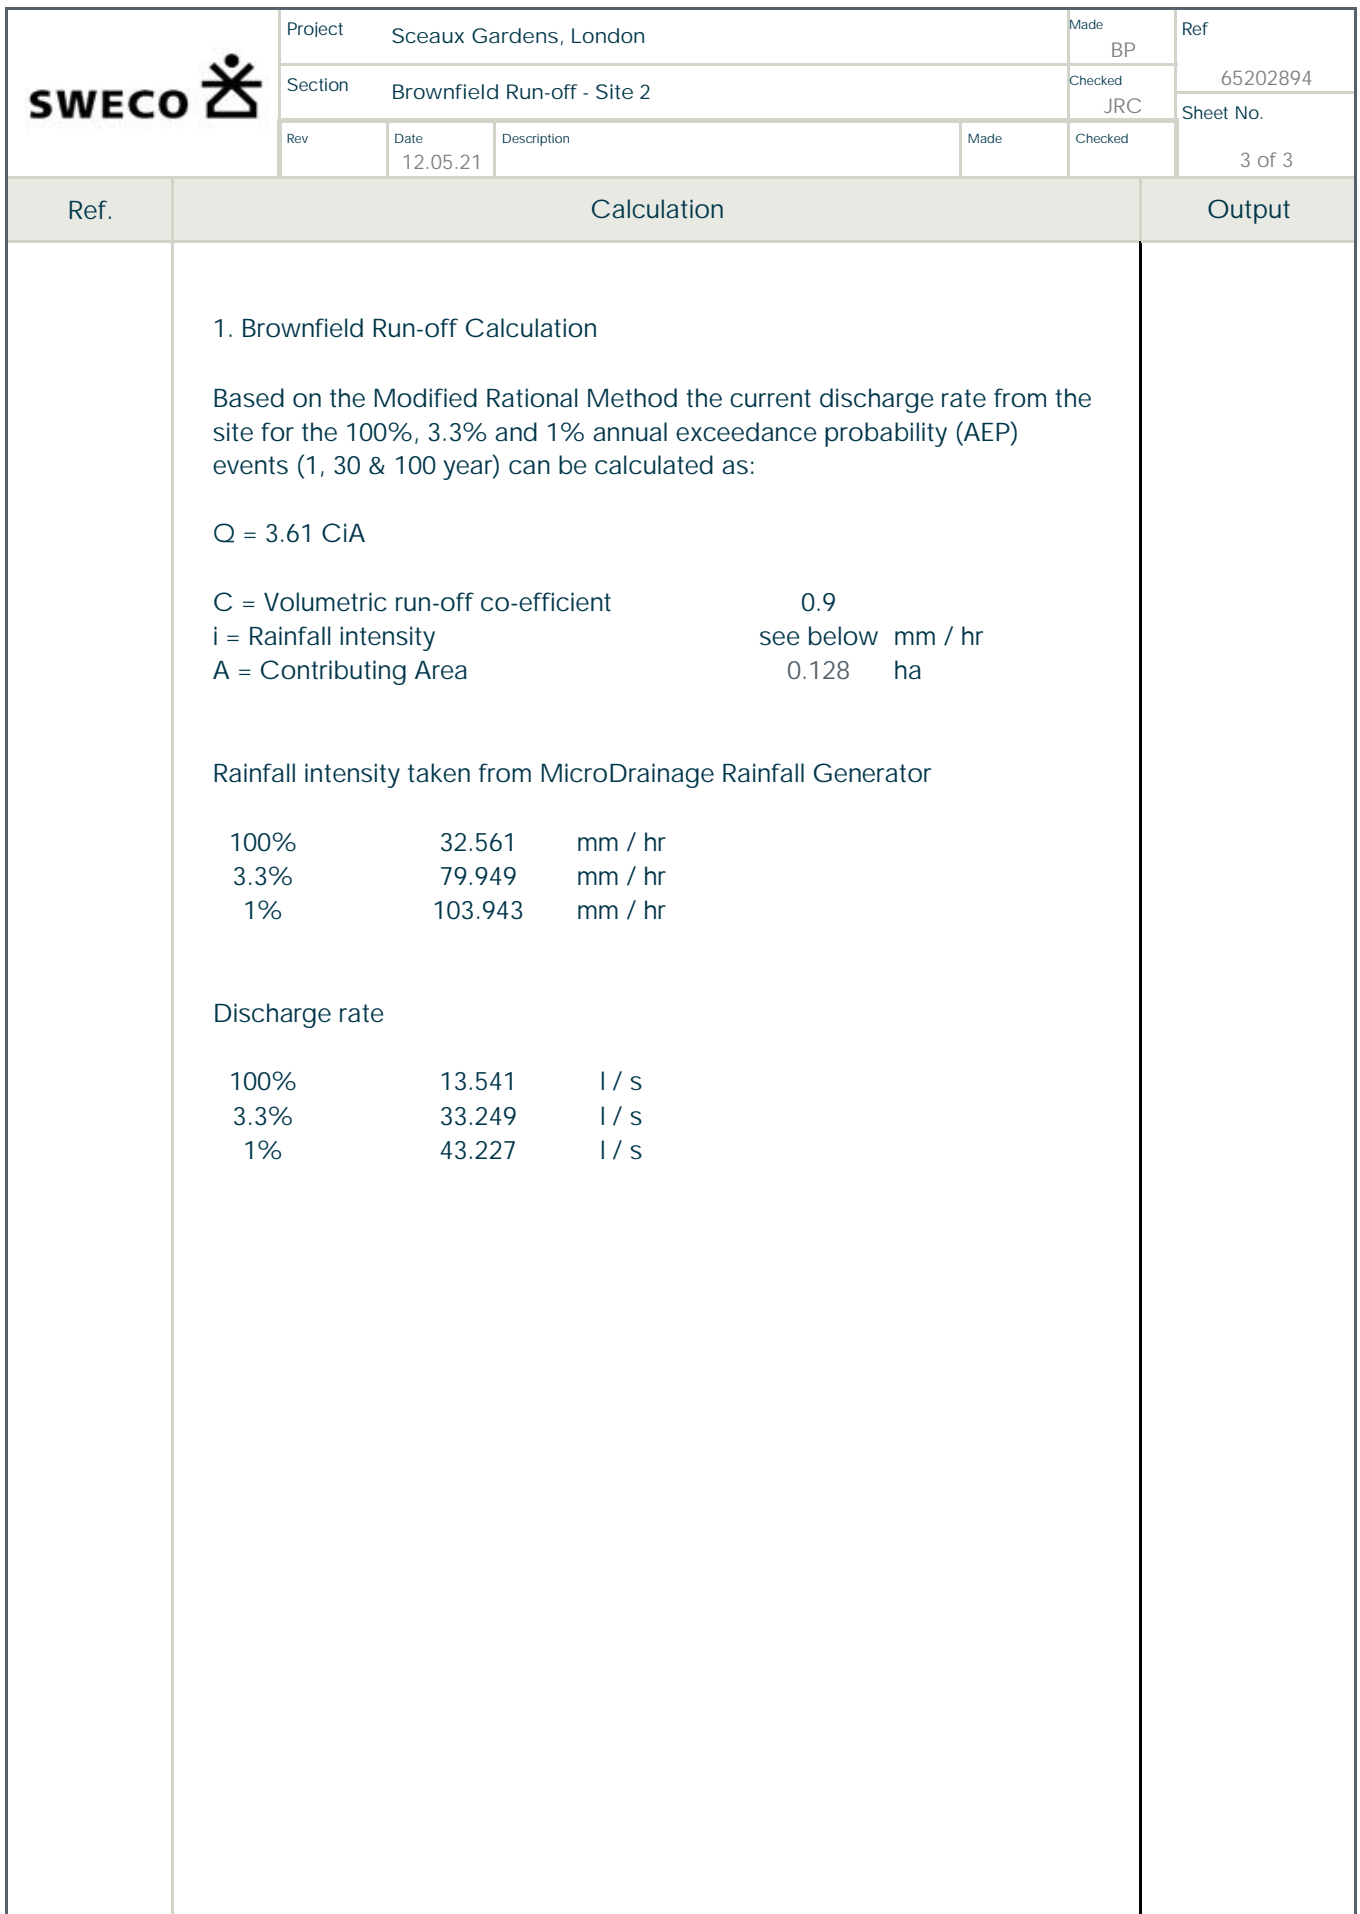 SWECO
Project Sceaux Gardens, London
Made BP
Ref 65202894
Section Brownfield Run-off - Site 2
Checked JRC
Sheet No. 3 of 3
Rev
Date 12.05.21
Description
Made
Checked
Ref. Calculation Output
1. Brownfield Run-off Calculation
Based on the Modified Rational Method the current discharge rate from the
site for the 100%, 3.3% and 1% annual exceedance probability (AEP)
events (1, 30 & 100 year) can be calculated as:
Q = 3.61 CiA
C = Volumetric run-off co-efficient 0.9
i = Rainfall intensity see below mm / hr
A = Contributing Area 0.128 ha
Rainfall intensity taken from MicroDrainage Rainfall Generator
100% 32.561 mm / hr
3.3% 79.949 mm / hr
1% 103.943 mm / hr
Discharge rate
100% 13.541 l / s
3.3% 33.249 l / s
1% 43.227 l / s